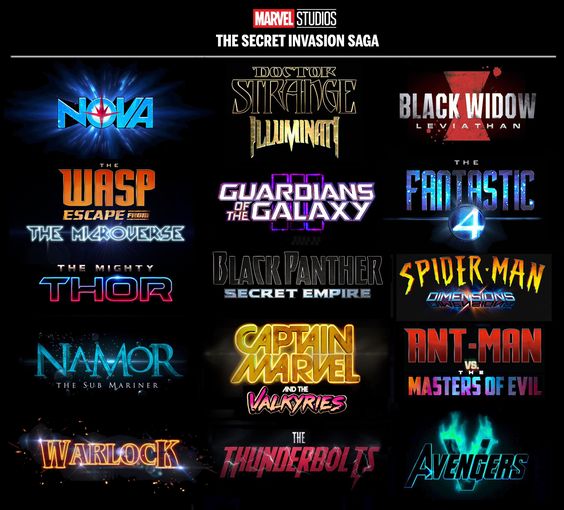 MARVEL STUDIOS
THE SECRET INVASION SAGA
NOVA
DOCTOR
STRANGE
ILLUMINATI
BLACK WIDOW
LEVIATHAN
THE
WASP
ESCAPE FROM
THE MICROVERSE
GUARDIANS
OF THE GALAXY
III
THE
FANTASTIC
4
THE MIGHTY
THOR
BLACK PANTHER
SECRET EMPIRE
SPIDER-MAN
DIMENSIONS
NAMOR
THE SUB MARINER
CAPTAIN
MARVEL
AND THE
VALKYRIES
ANT-MAN
VS.
THE
MASTERS OF EVIL
WARLOCK
THE
THUNDERBOLTS
V
AVENGERS